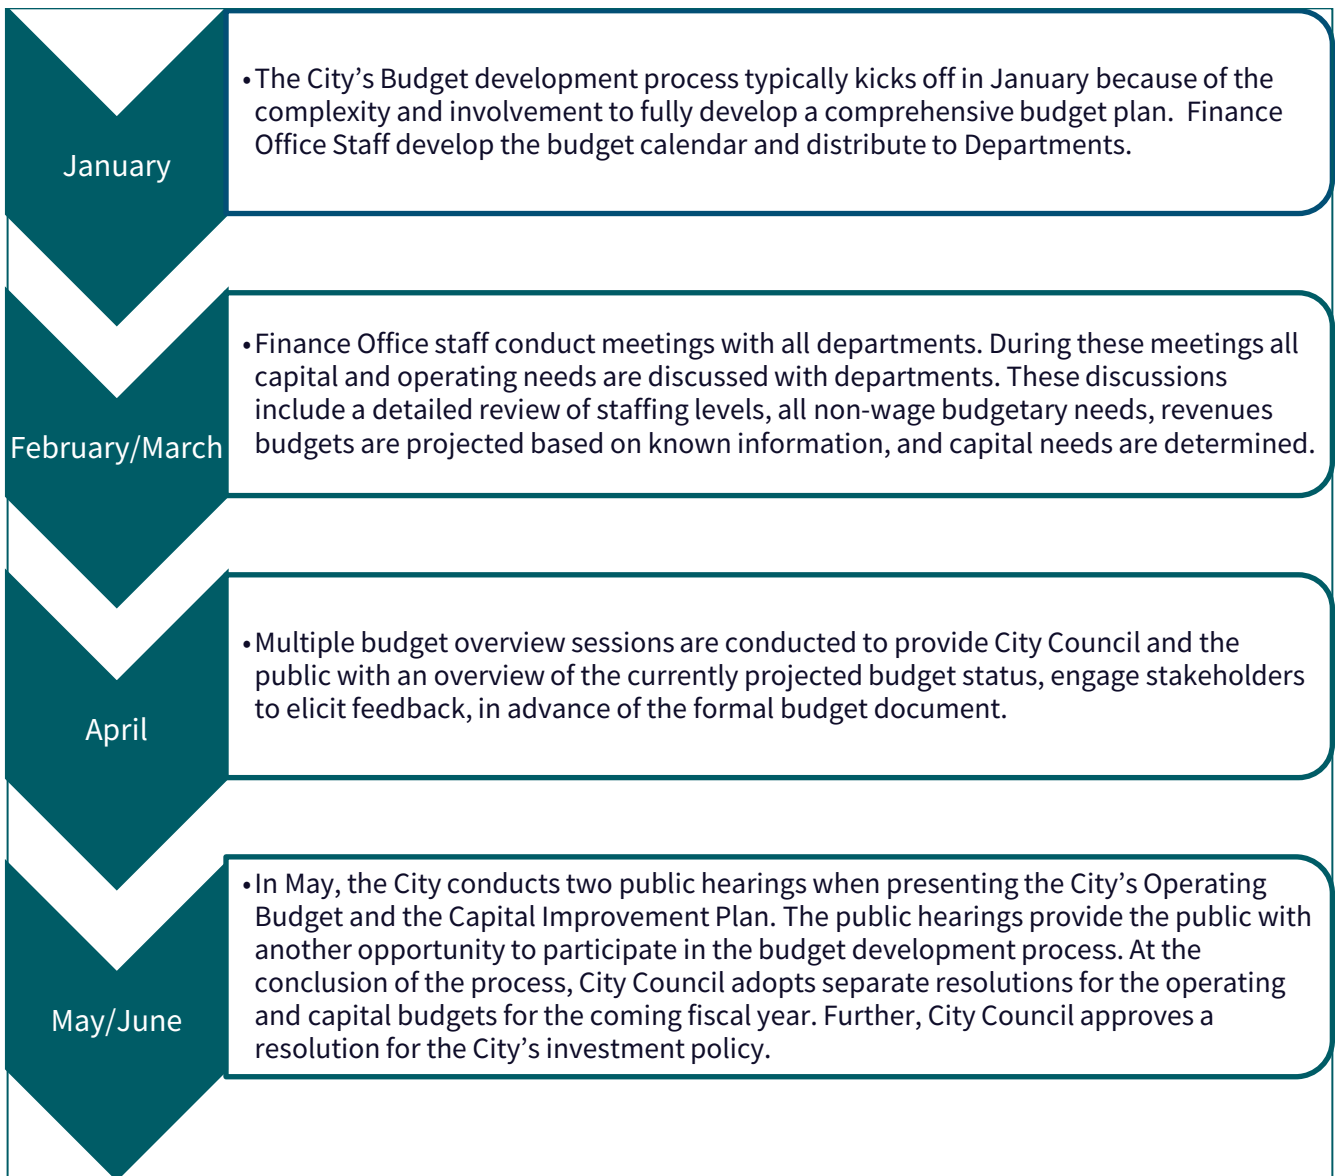 January
•The City’s Budget development process typically kicks off in January because of the
complexity and involvement to fully develop a comprehensive budget plan.  Finance
Office Staff develop the budget calendar and distribute to Departments.
February/March
•Finance Office staff conduct meetings with all departments. During these meetings all
capital and operating needs are discussed with departments. These discussions
include a detailed review of staffing levels, all non-wage budgetary needs, revenues
budgets are projected based on known information, and capital needs are determined.
April
•Multiple budget overview sessions are conducted to provide City Council and the
public with an overview of the currently projected budget status, engage stakeholders
to elicit feedback, in advance of the formal budget document.
May/June
•In May, the City conducts two public hearings when presenting the City’s Operating
Budget and the Capital Improvement Plan. The public hearings provide the public with
another opportunity to participate in the budget development process. At the
conclusion of the process, City Council adopts separate resolutions for the operating
and capital budgets for the coming fiscal year. Further, City Council approves a
resolution for the City’s investment policy.